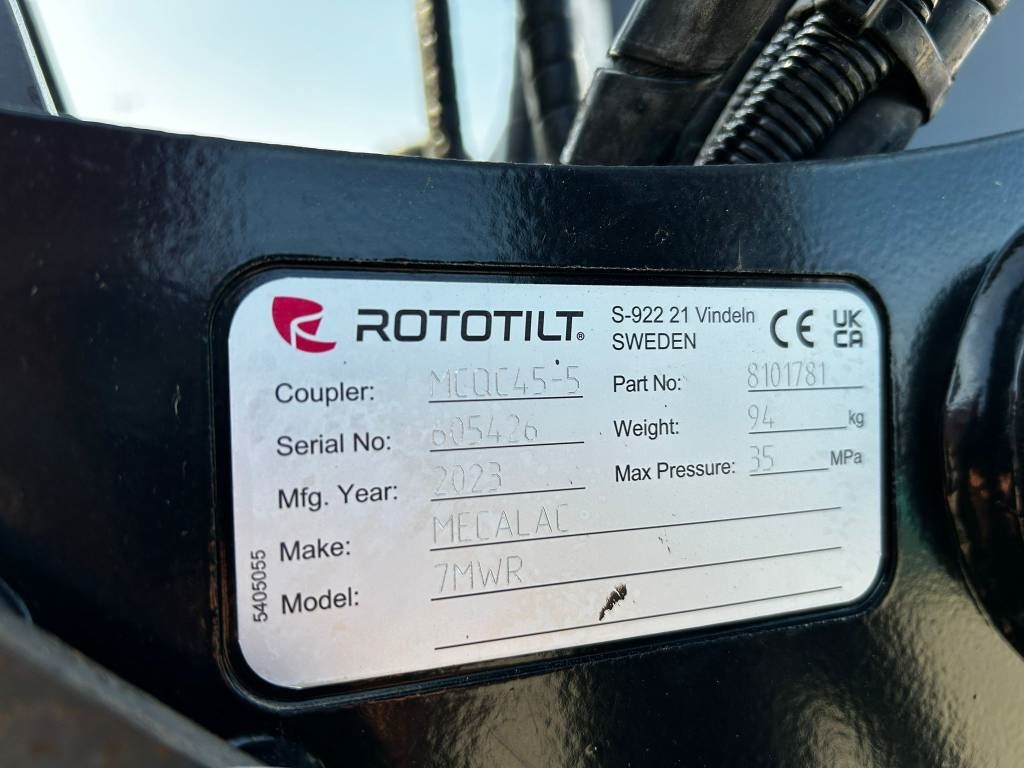 ROTOTILT® S-922 21 Vindeln SWEDEN CE UK CA
Coupler: MCQC45-5 Part No: 8101781
Serial No: 605426 Weight: 94 kg
Mfg. Year: 2023 Max Pressure: 35 MPa
Make: MECALAC
Model: 7MWR
5405055